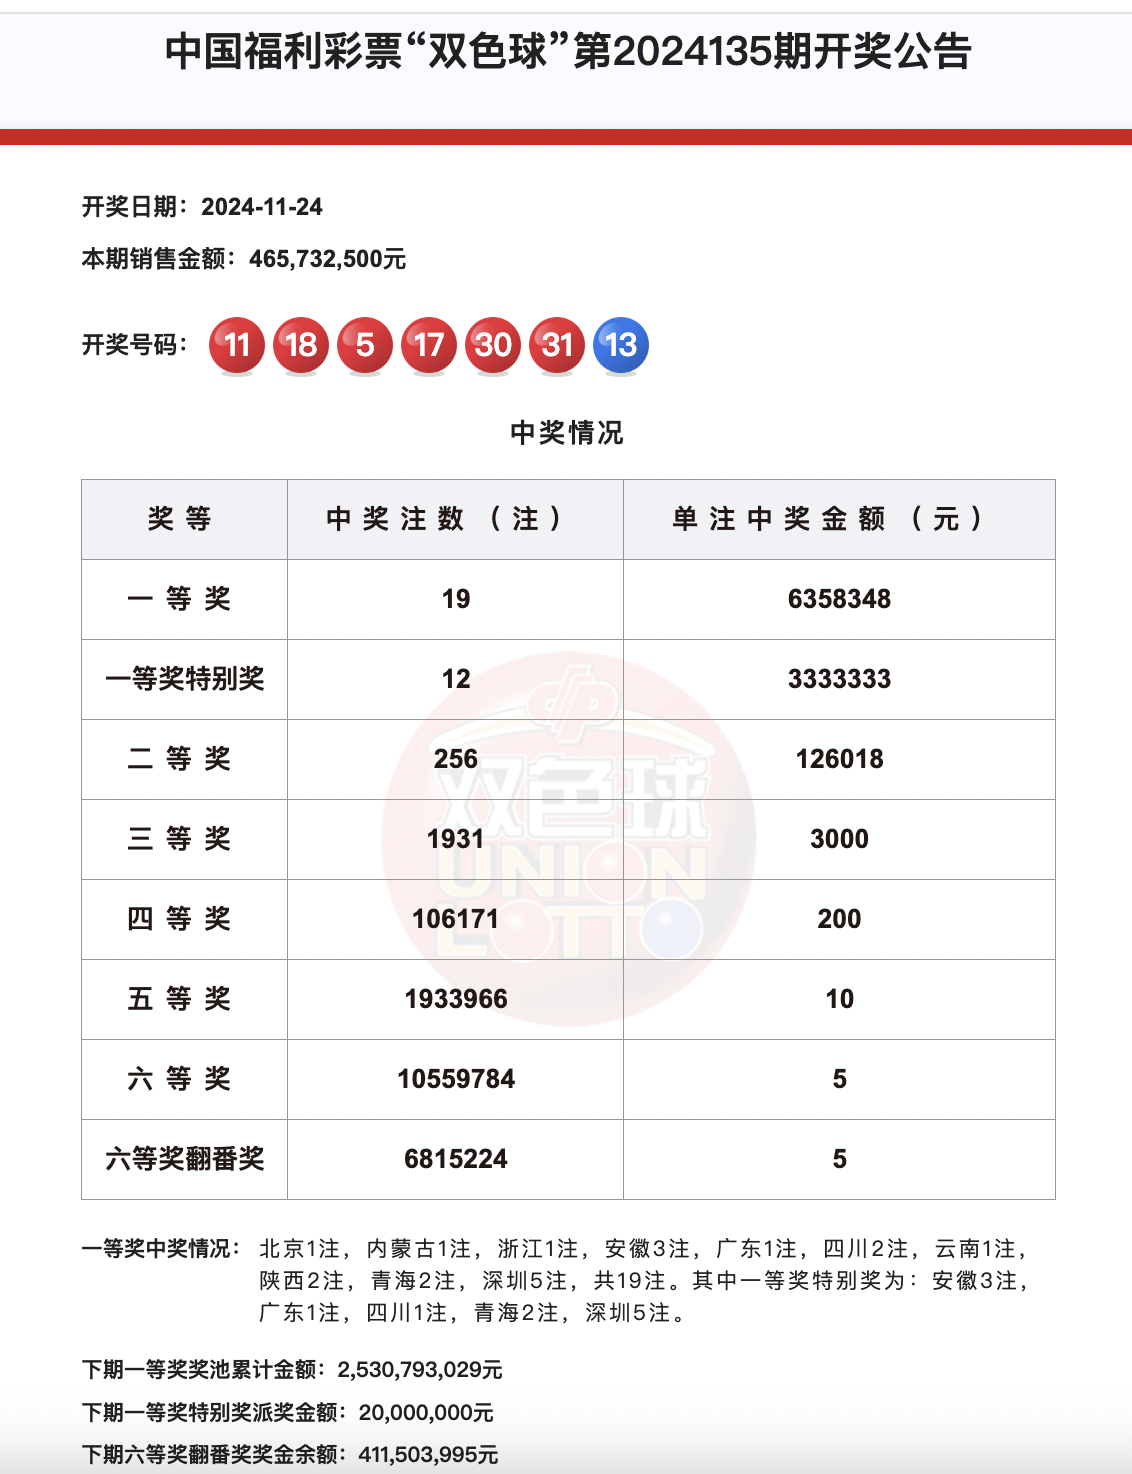 中国福利彩票“双色球”第2024135期开奖公告
开奖日期：2024-11-24
本期销售金额：465,732,500元
开奖号码： 11 18 5 17 30 31 13
中奖情况
奖等 中奖注数（注） 单注中奖金额（元）
一等奖 19 6358348
一等奖特别奖 12 3333333
二等奖 256 126018
双色球
三等奖 1931 3000
UNION
四等奖 106171 200
LOTTO
五等奖 1933966 10
六等奖 10559784 5
六等奖翻番奖 6815224 5
一等奖中奖情况： 北京1注，内蒙古1注，浙江1注，安徽3注，广东1注，四川2注，云南1注，
陕西2注，青海2注，深圳5注，共19注。其中一等奖特别奖为：安徽3注，
广东1注，四川1注，青海2注，深圳5注。
下期一等奖奖池累计金额：2,530,793,029元
下期一等奖特别奖派奖金额：20,000,000元
下期六等奖翻番奖奖金余额：411,503,995元